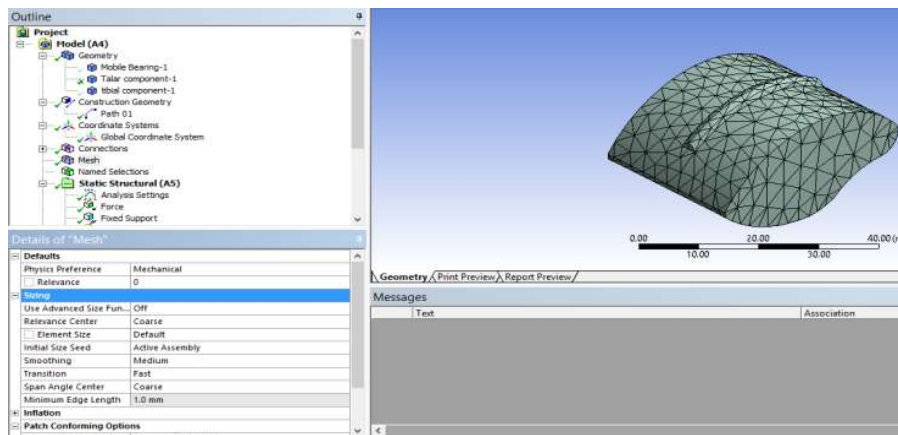 Outline
Project
Model (A4)
Geometry
Mobile Bearing-1
Talar component-1
tibial component-1
Construction Geometry
Path 01
Coordinate Systems
Global Coordinate System
Connections
Mesh
Named Selections
Static Structural (A5)
Analysis Settings
Force
Fixed Support
Details of "Mesh"
Defaults
Physics Preference Mechanical
Relevance 0
Sizing
Use Advanced Size Fun... Off
Relevance Center Coarse
Element Size Default
Initial Size Seed Active Assembly
Smoothing Medium
Transition Fast
Span Angle Center Coarse
Minimum Edge Length 1.0 mm
Inflation
Patch Conforming Options
0.00 20.00 40.00
10.00 30.00
Geometry Print Preview Report Preview
Messages
Text Association